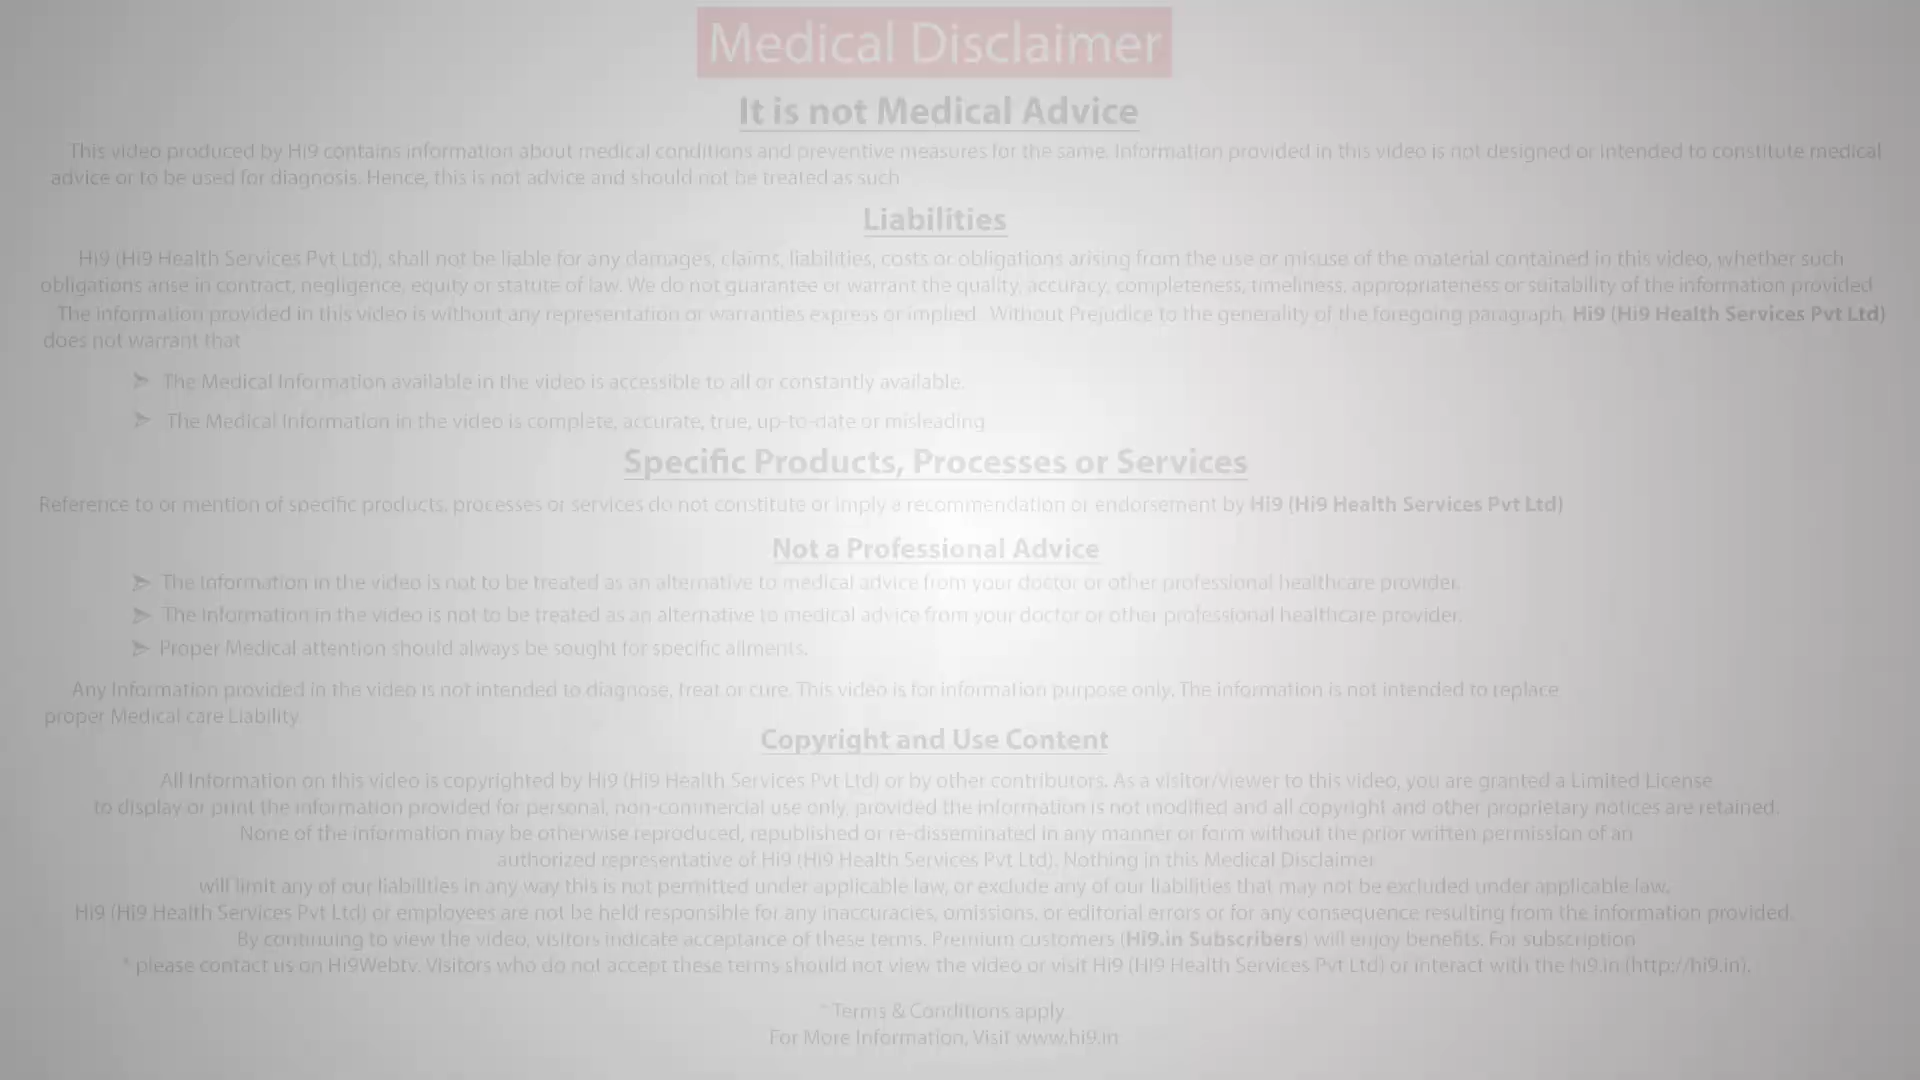 Medical Disclaimer
It is not Medical Advice
This video produced by Hi9 contains information about medical conditions and preventive measures for the same. Information provided in this video is not designed or intended to constitute medical
advice or to be used for diagnosis. Hence, this is not advice and should not be treated as such
Liabilities
Hi9 (Hi9 Health Services Pvt Ltd), shall not be liable for any damages, claims, liabilities, costs or obligations arising from the use or misuse of the material contained in this video, whether such
obligations arise in contract, negligence, equity or statute of law. We do not guarantee or warrant the quality, accuracy, completeness, timeliness, appropriateness or suitability of the information provided
The information provided in this video is without any representation or warranties express or implied. Without Prejudice to the generality of the foregoing paragraph, Hi9 (Hi9 Health Services Pvt Ltd)
does not warrant that
➢ The Medical Information available in the video is accessible to all or constantly available.
➢ The Medical Information in the video is complete, accurate, true, up-to-date or misleading
Specific Products, Processes or Services
Reference to or mention of specific products, processes or services do not constitute or imply a recommendation or endorsement by Hi9 (Hi9 Health Services Pvt Ltd)
Not a Professional Advice
➢ The Information in the video is not to be treated as an alternative to medical advice from your doctor or other professional healthcare provider.
➢ The Information in the video is not to be treated as an alternative to medical advice from your doctor or other professional healthcare provider.
➢ Proper Medical attention should always be sought for specific ailments.
Any Information provided in the video is not intended to diagnose, treat or cure. This video is for information purpose only. The information is not intended to replace
proper Medical care Liability
Copyright and Use Content
All Information on this video is copyrighted by Hi9 (Hi9 Health Services Pvt Ltd) or by other contributors. As a visitor/viewer to this video, you are granted a Limited License
to display or print the information provided for personal, non-commercial use only, provided the information is not modified and all copyright and other proprietary notices are retained.
None of the information may be otherwise reproduced, republished or re-disseminated in any manner or form without the prior written permission of an
authorized representative of Hi9 (Hi9 Health Services Pvt Ltd). Nothing in this Medical Disclaimer
will limit any of our liabilities in any way this is not permitted under applicable law, or exclude any of our liabilities that may not be excluded under applicable law.
Hi9 (Hi9 Health Services Pvt Ltd) or employees are not be held responsible for any inaccuracies, omissions, or editorial errors or for any consequence resulting from the information provided.
By continuing to view the video, visitors indicate acceptance of these terms. Premium customers (Hi9.in Subscribers) will enjoy benefits. For subscription
* please contact us on Hi9Webtv. Visitors who do not accept these terms should not view the video or visit Hi9 (HI9 Health Services Pvt Ltd) or interact with the hi9.in (http://hi9.in).
* Terms & Conditions apply
For More Information, Visit www.hi9.in